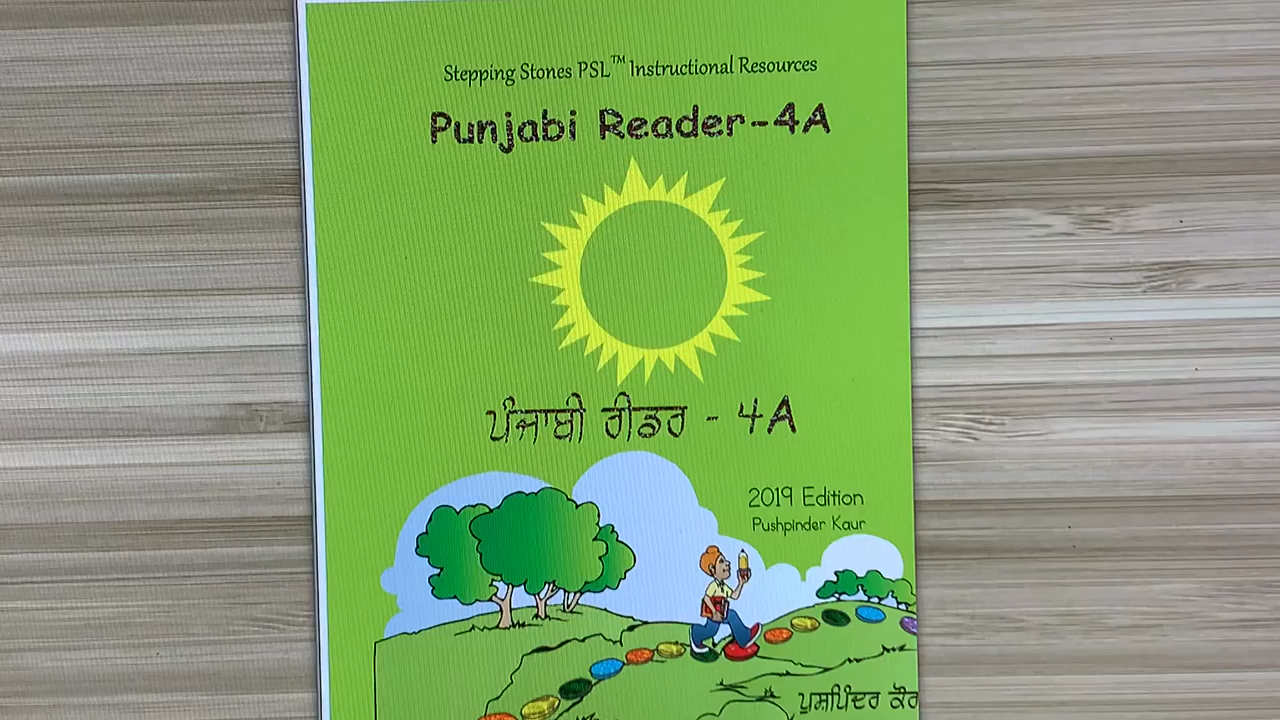 Stepping Stones PSL™ Instructional Resources
Punjabi Reader-4A
ਪੰਜਾਬੀ ਰੀਡਰ - 4A
2019 Edition
Pushpinder Kaur
ਪੁਸ਼ਪਿੰਦਰ ਕੌਰ